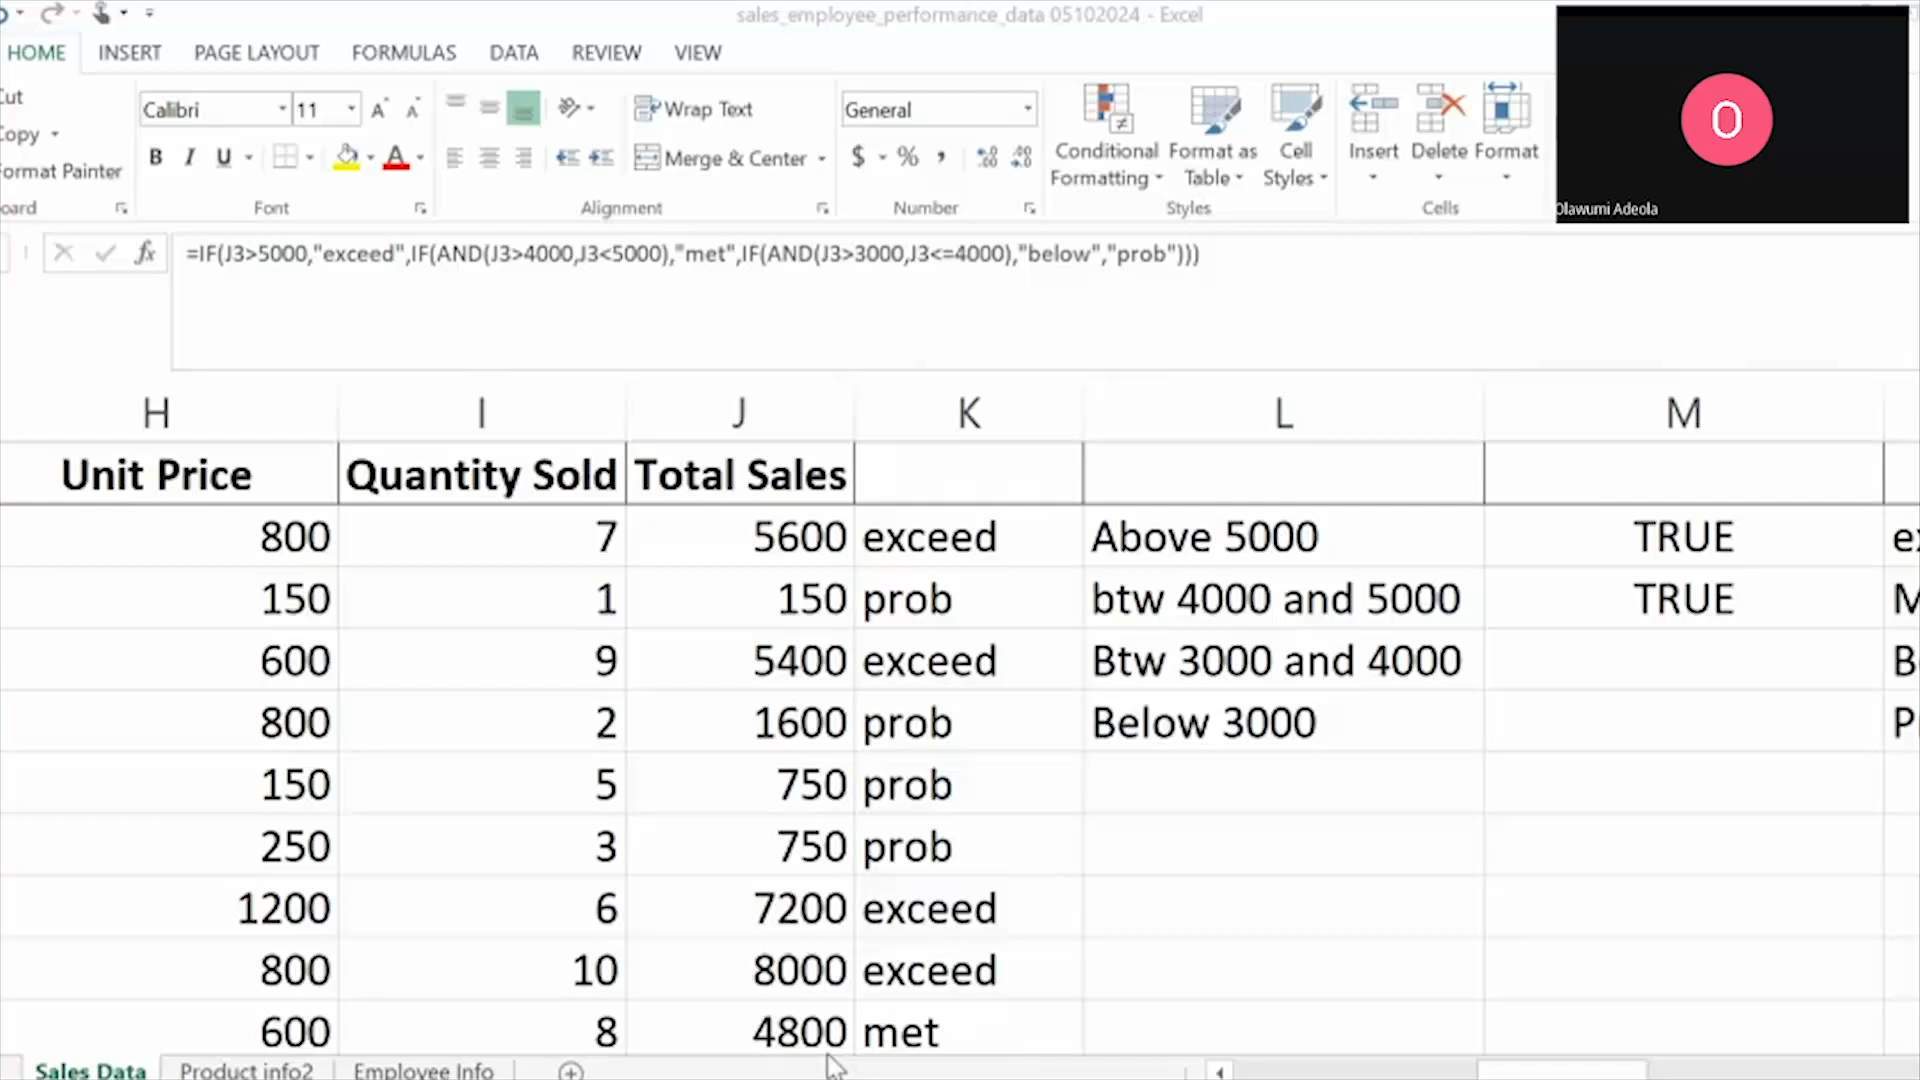 sales_employee_performance_data 05102024 - Excel
HOME INSERT PAGE LAYOUT FORMULAS DATA REVIEW VIEW
Calibri 11 Wrap Text General
Format Painter B I U Merge & Center $ % , Conditional Formatting Format as Table Cell Styles Insert Delete Format
Font Alignment Number Styles Cells
O
Olawumi Adeola
fx =IF(J3>5000,"exceed",IF(AND(J3>4000,J3<5000),"met",IF(AND(J3>3000,J3<=4000),"below","prob")))
H I J K L M
Unit Price Quantity Sold Total Sales
800 7 5600 exceed Above 5000 TRUE
150 1 150 prob btw 4000 and 5000 TRUE
600 9 5400 exceed Btw 3000 and 4000
800 2 1600 prob Below 3000
150 5 750 prob
250 3 750 prob
1200 6 7200 exceed
800 10 8000 exceed
600 8 4800 met
Sales Data Product info2 Employee Info